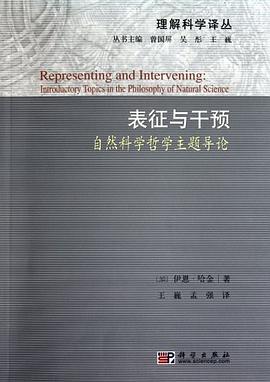 理解科学译丛
丛书主编 曾国屏 吴彤 王巍
Representing and Intervening:
Introductory Topics in the Philosophy of Natural Science
表征与干预
自然科学哲学主题导论
〔加〕伊恩·哈金 著
王巍 孟强 译
科学出版社
www.sciencep.com